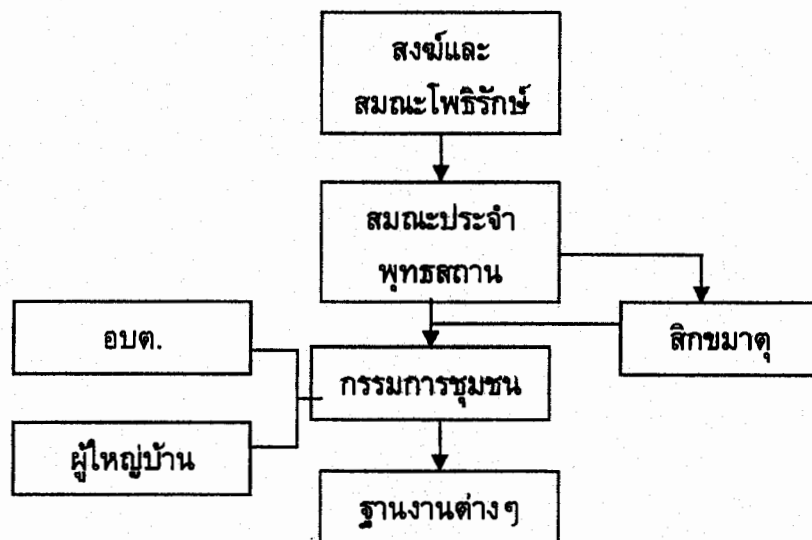 สงฆ์และ
สมณะโพธิรักษ์
สมณะประจำ
พุทธสถาน
สิกขมาตุ
อบต.
กรรมการชุมชน
ผู้ใหญ่บ้าน
ฐานงานต่างๆ